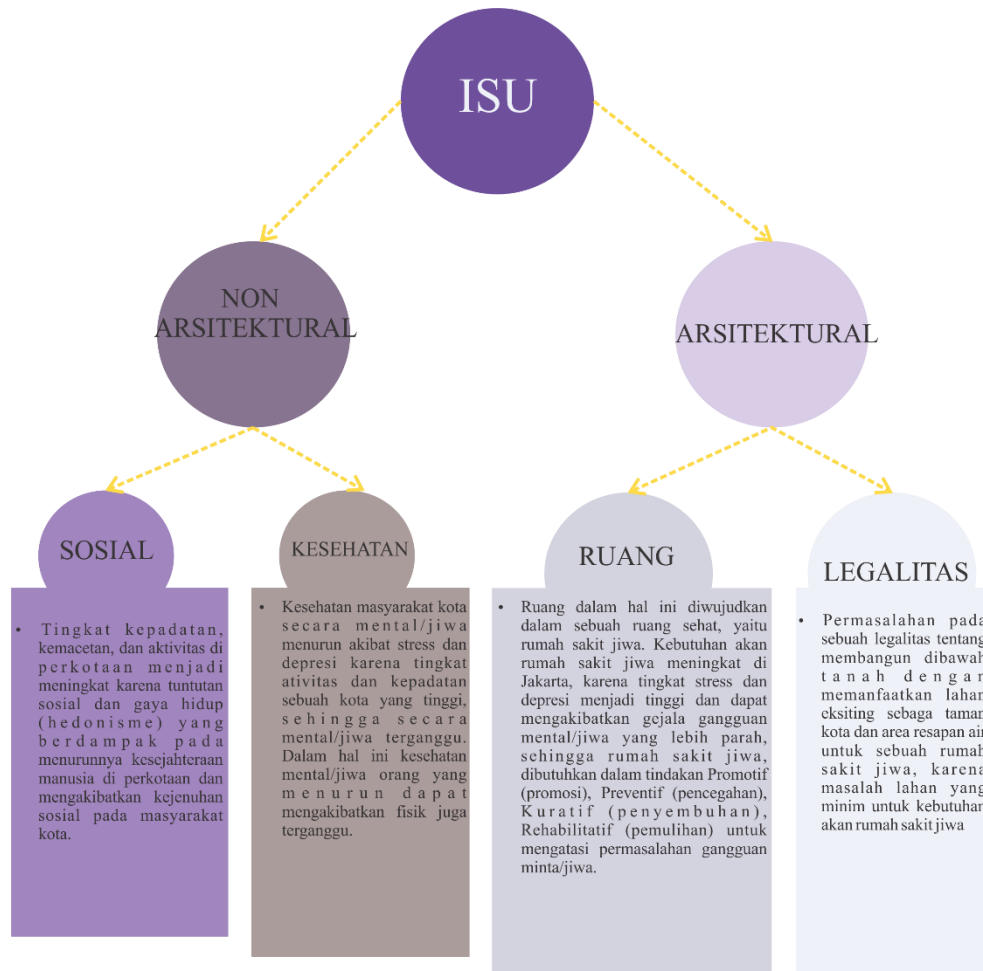 ISU
NON
ARSITEKTURAL
ARSITEKTURAL
SOSIAL
• Tingkat kepadatan,
kemacetan, dan aktivitas di
perkotaan menjadi
meningkat karena tuntutan
sosial dan gaya hidup
(hedonisme) yang
berdampak pada
menurunnya kesejahteraan
manusia di perkotaan dan
mengakibatkan kejenuhan
sosial pada masyarakat
kota.
KESEHATAN
• Kesehatan masyarakat kota
secara mental/jiwa
menurun akibat stress dan
depresi karena tingkat
ativitas dan kepadatan
sebuah kota yang tinggi,
sehingga secara
mental/jiwa terganggu.
Dalam hal ini kesehatan
mental/jiwa orang yang
menurun dapat
mengakibatkan fisik juga
terganggu.
RUANG
• Ruang dalam hal ini diwujudkan
dalam sebuah ruang sehat, yaitu
rumah sakit jiwa. Kebutuhan akan
rumah sakit jiwa meningkat di
Jakarta, karena tingkat stress dan
depresi menjadi tinggi dan dapat
mengakibatkan gejala gangguan
mental/jiwa yang lebih parah,
sehingga rumah sakit jiwa,
dibutuhkan dalam tindakan Promotif
(promosi), Preventif (pencegahan),
Kuratif (penyembuhan),
Rehabilitatif (pemulihan) untuk
mengatasi permasalahan gangguan
minta/jiwa.
LEGALITAS
• Permasalahan pada
sebuah legalitas tentang
membangun dibawah
tanah dengan
memanfaatkan lahan
eksiting sebagai taman
kota dan area resapan air
untuk sebuah rumah
sakit jiwa, karena
masalah lahan yang
minim untuk kebutuhan
akan rumah sakit jiwa